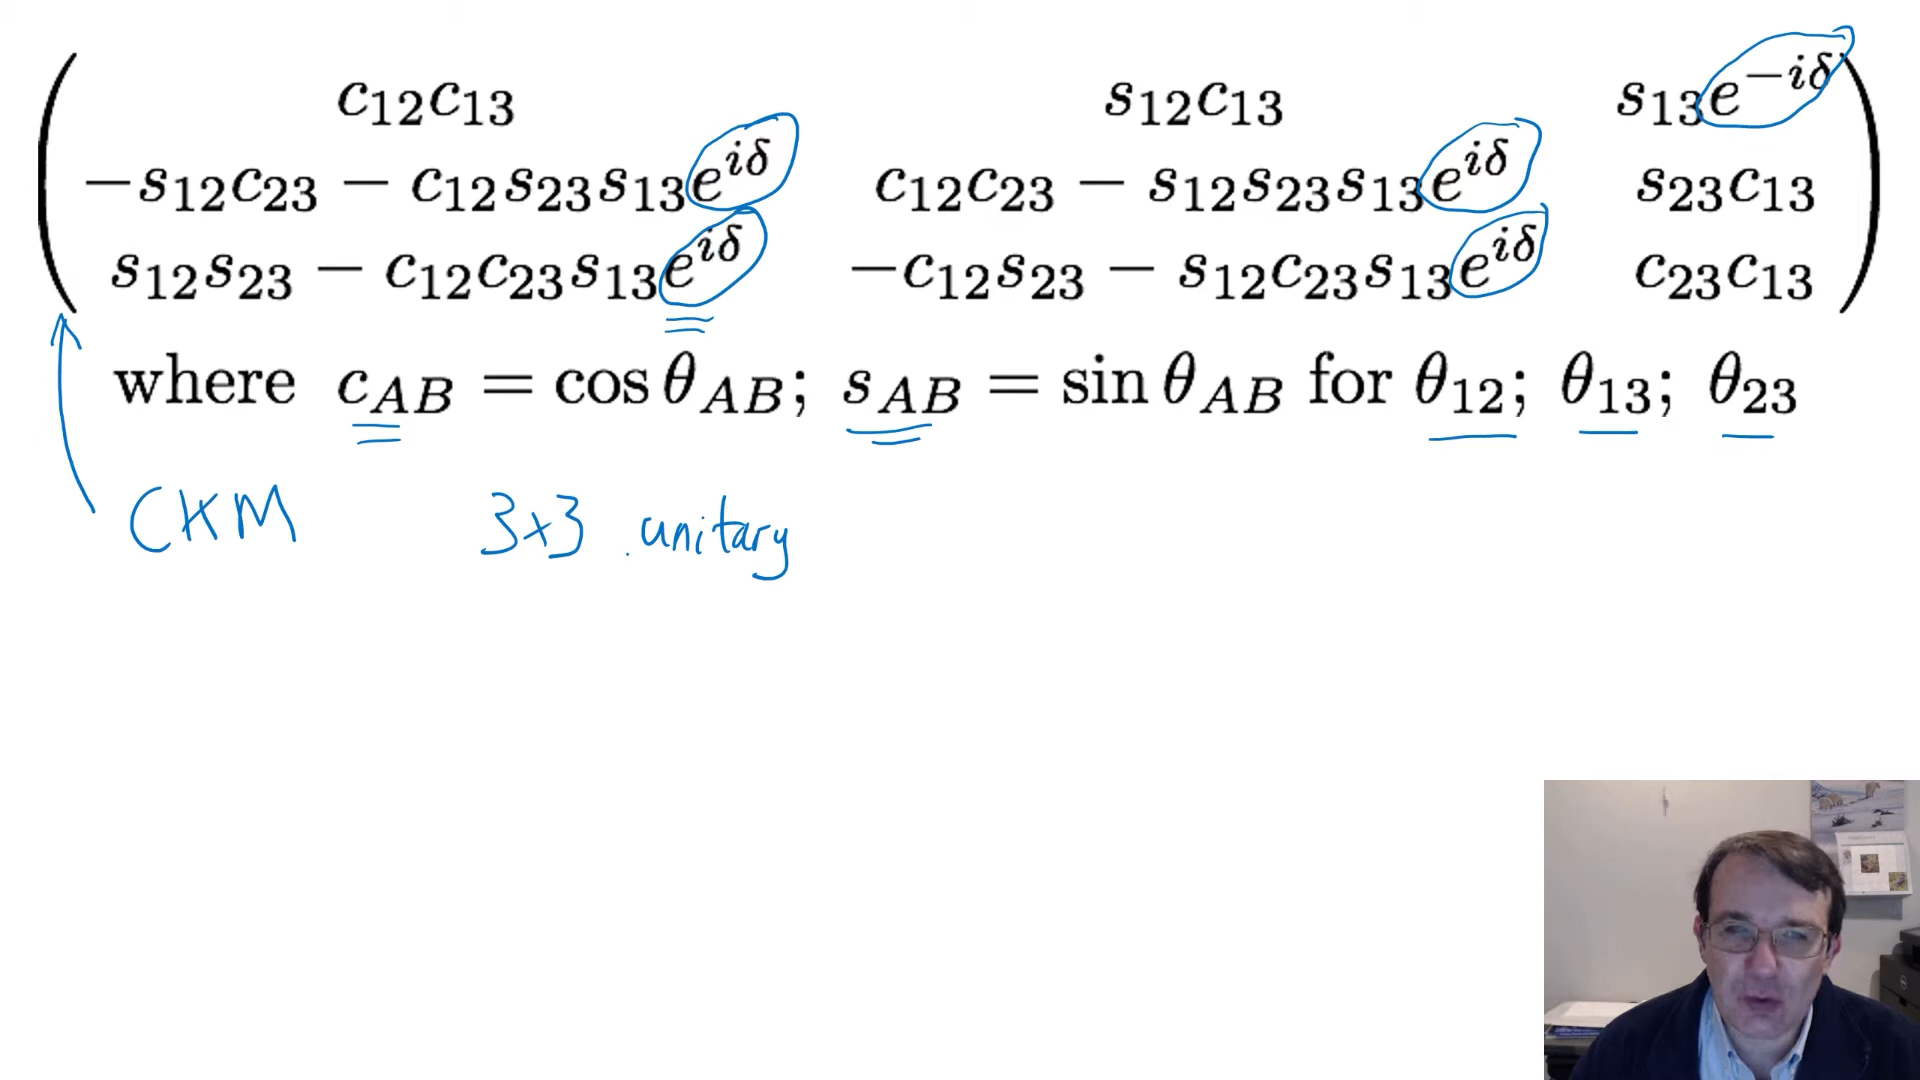 c₁₂c₁₃ s₁₂c₁₃ s₁₃e^{−iδ}
−s₁₂c₂₃ − c₁₂s₂₃s₁₃e^{iδ} c₁₂c₂₃ − s₁₂s₂₃s₁₃e^{iδ} s₂₃c₁₃
s₁₂s₂₃ − c₁₂c₂₃s₁₃e^{iδ} −c₁₂s₂₃ − s₁₂c₂₃s₁₃e^{iδ} c₂₃c₁₃
where c_{AB} = cos θ_{AB}; s_{AB} = sin θ_{AB} for θ₁₂; θ₁₃; θ₂₃
CKM 3×3 unitary